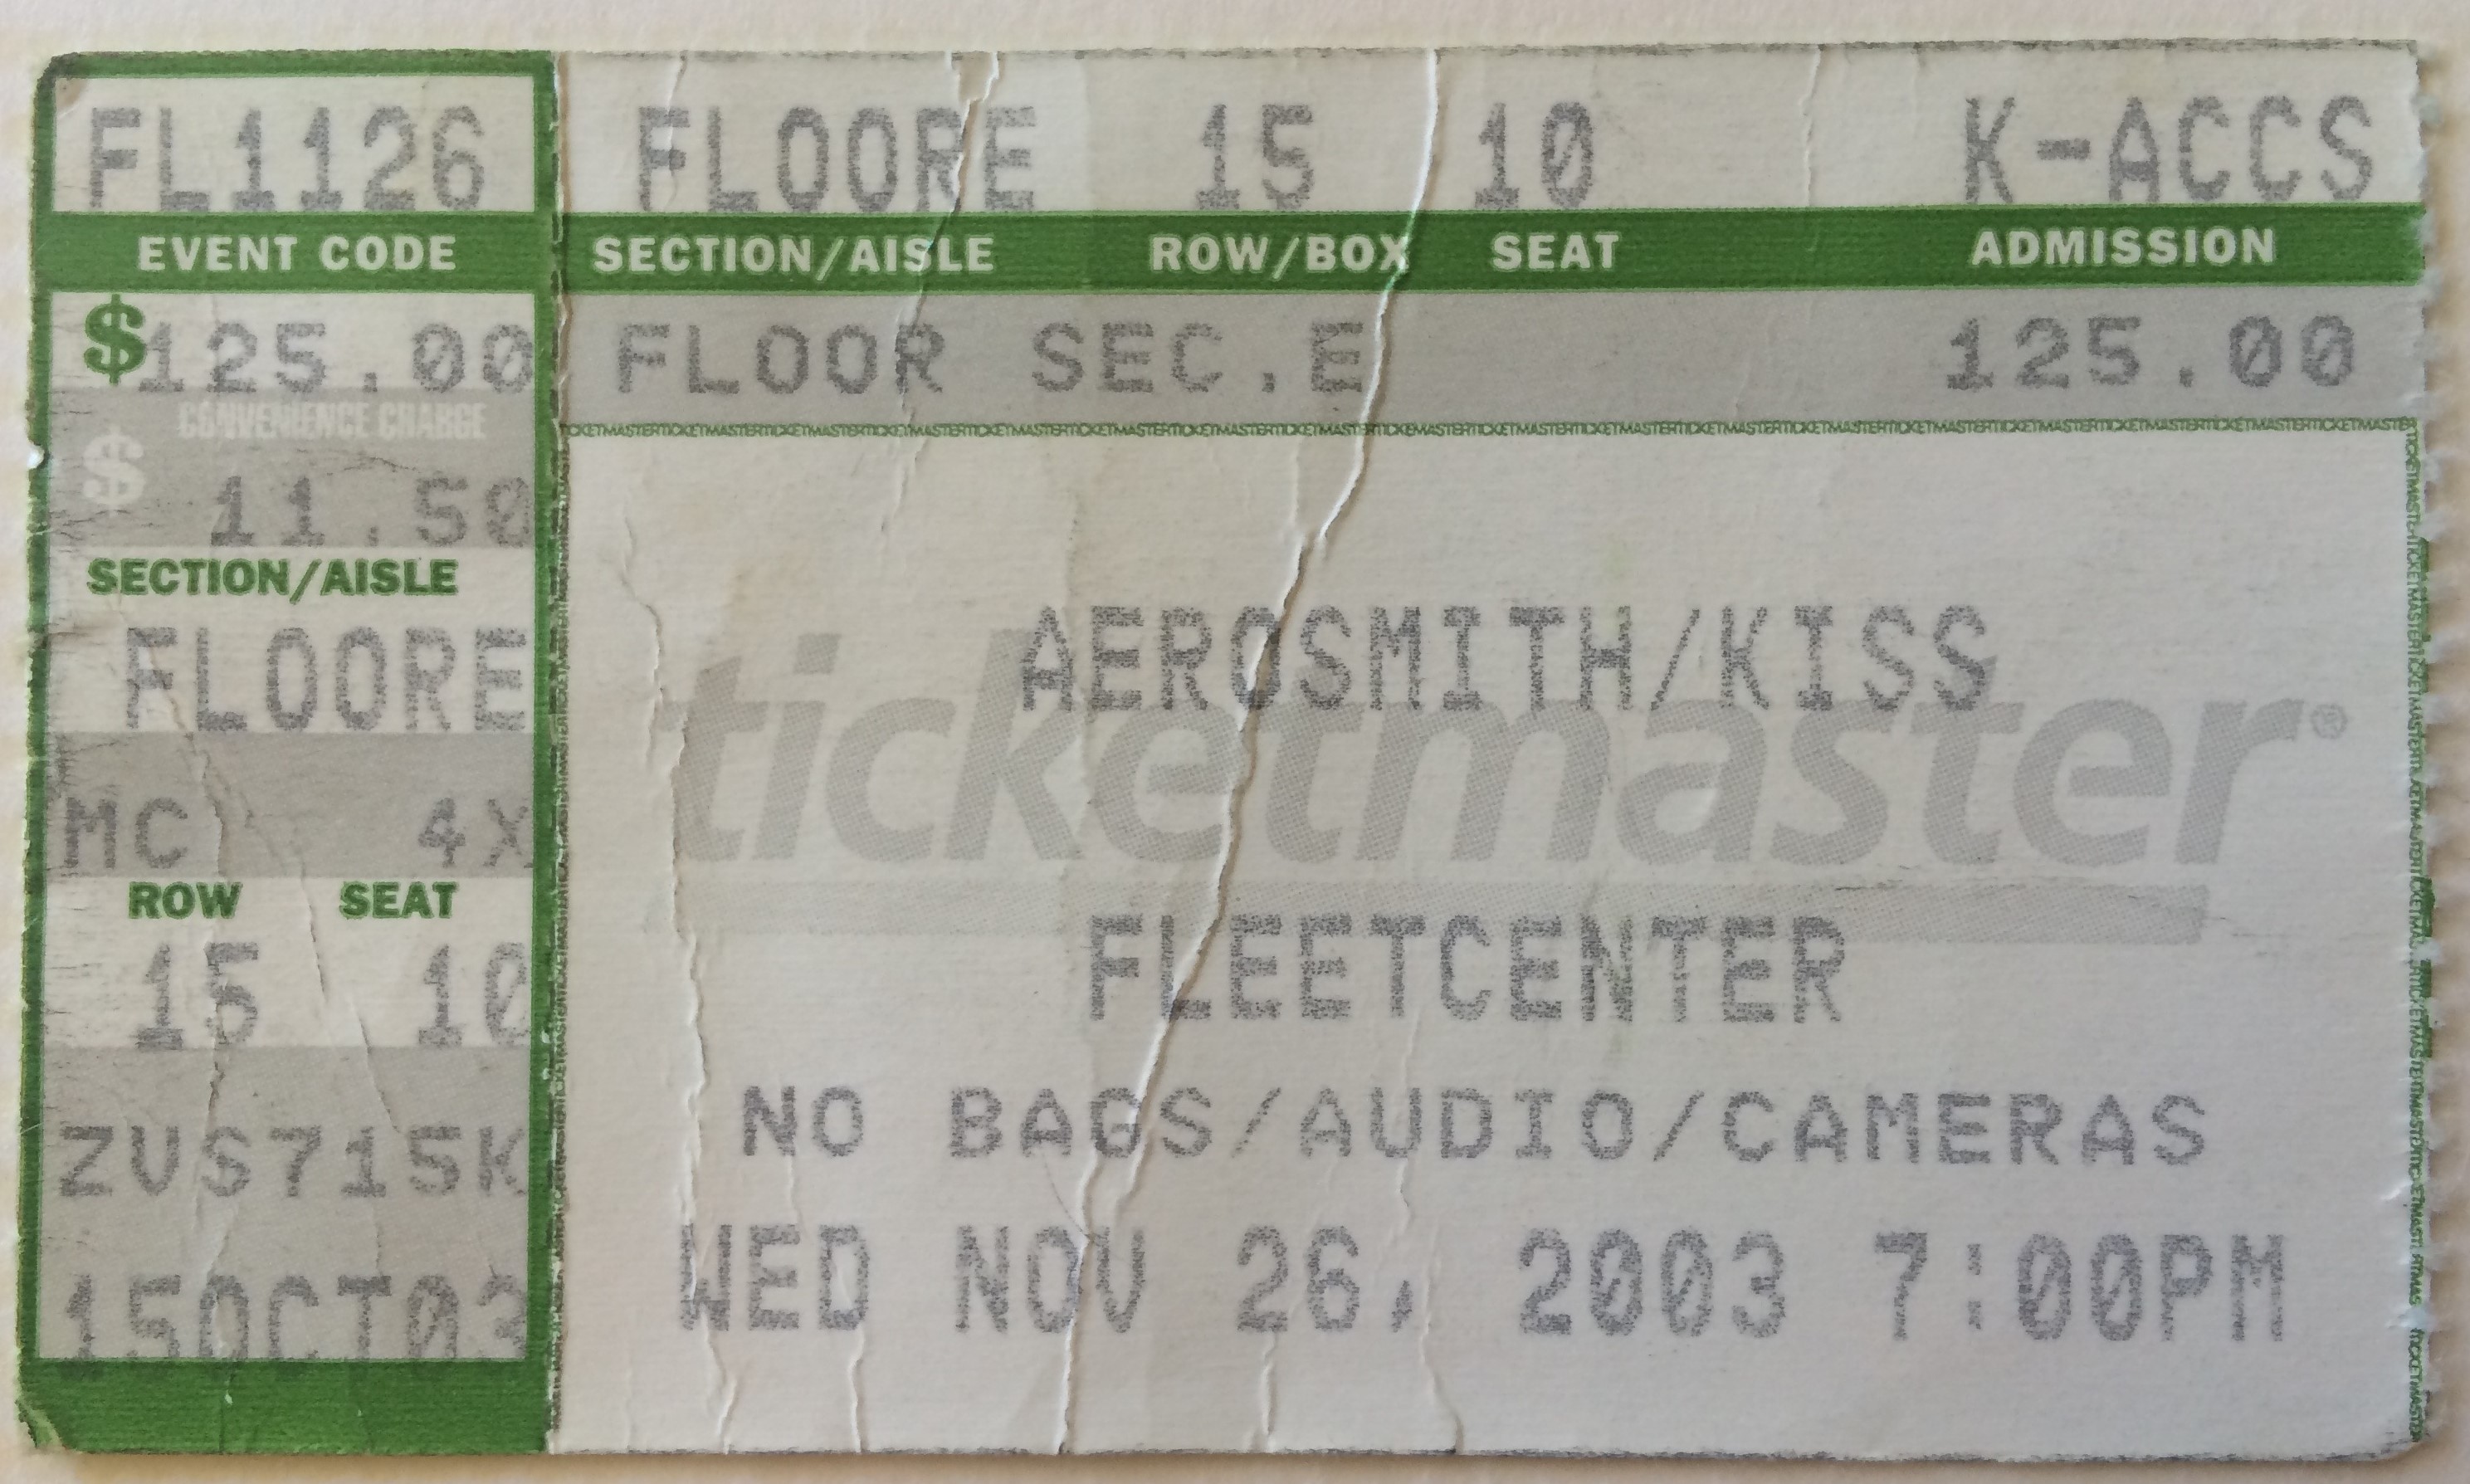 FL1126
EVENT CODE
$125.00
CONVENIENCE CHARGE
$ 11.50
SECTION/AISLE
FLOORE
MC 4X
ROW SEAT
15 10
ZVS715K
15OCT03
FLOORE 15 10 K-ACCS
SECTION/AISLE ROW/BOX SEAT ADMISSION
FLOOR SEC.E 125.00
AEROSMITH/KISS
ticketmaster®
FLEETCENTER
NO BAGS/AUDIO/CAMERAS
WED NOV 26, 2003 7:00PM